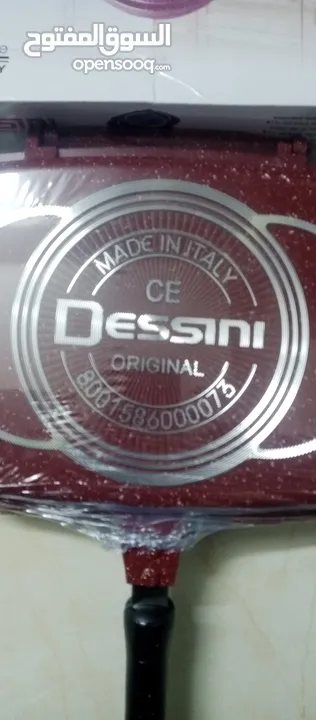 السوق المفتوح
opensooq.com
MADE IN ITALY
CE
DESSINI
ORIGINAL
8001586000073